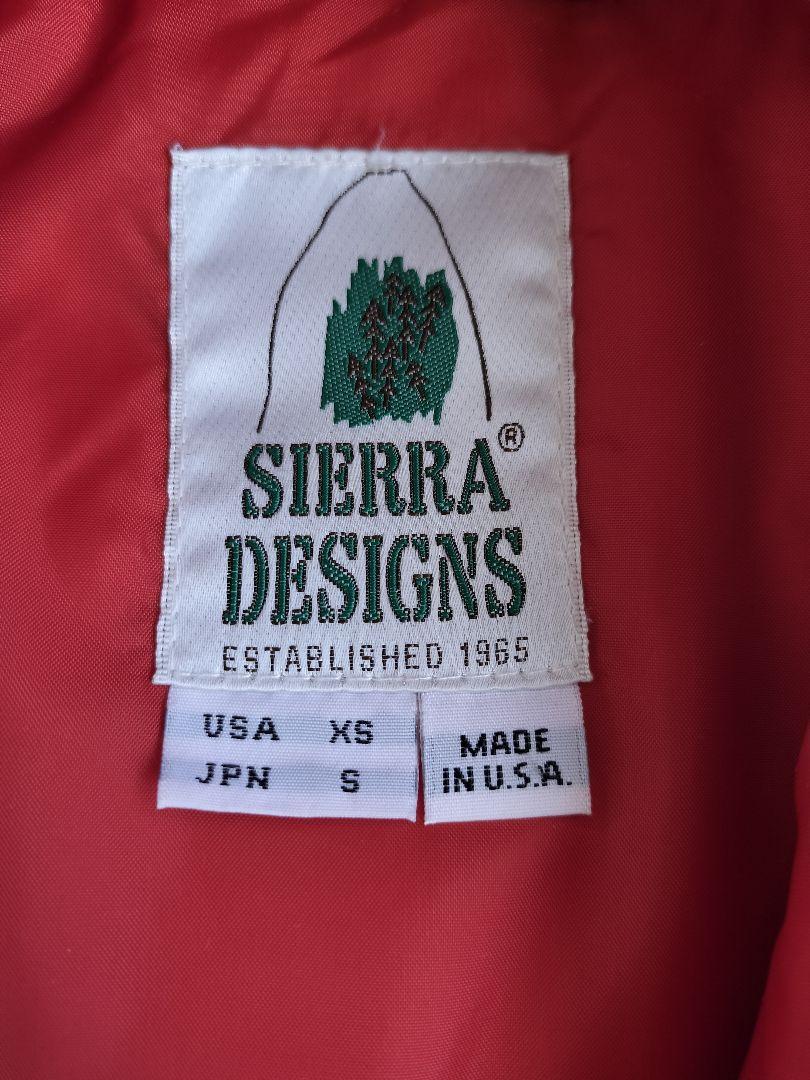 SIERRA®
DESIGNS
ESTABLISHED 1965
USA XS
JPN S
MADE
IN U.S.A.